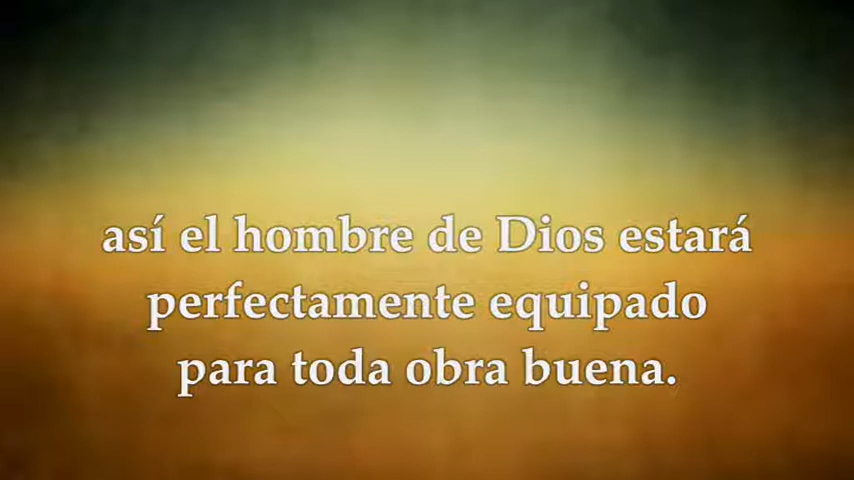 así el hombre de Dios estará
perfectamente equipado
para toda obra buena.